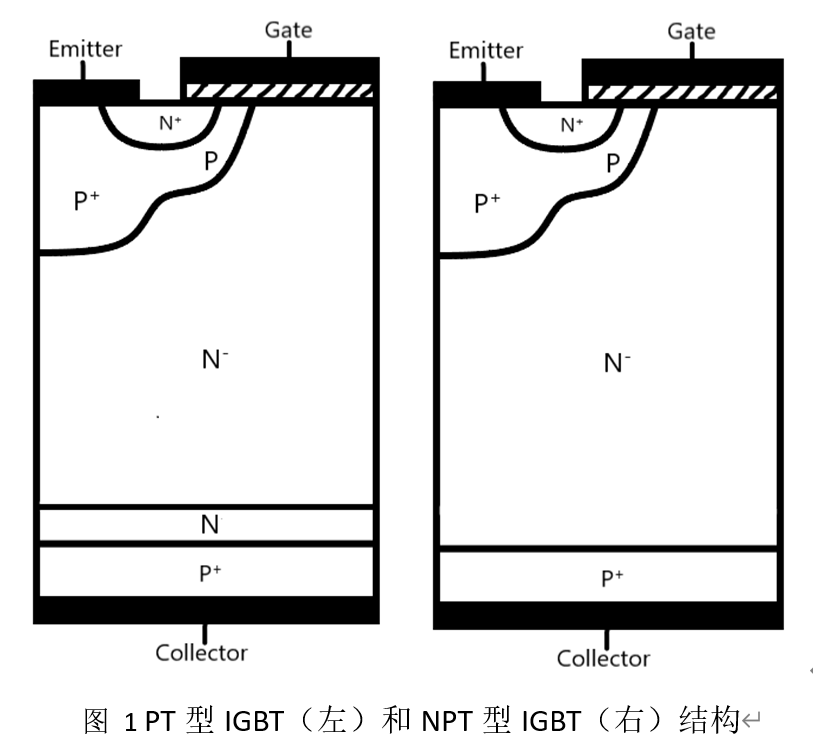 Emitter
Gate
N⁺
P
P⁺
N⁻
N
P⁺
Collector
Emitter
Gate
N⁺
P
P⁺
N⁻
P⁺
Collector
图 1 PT 型 IGBT（左）和 NPT 型 IGBT（右）结构↵